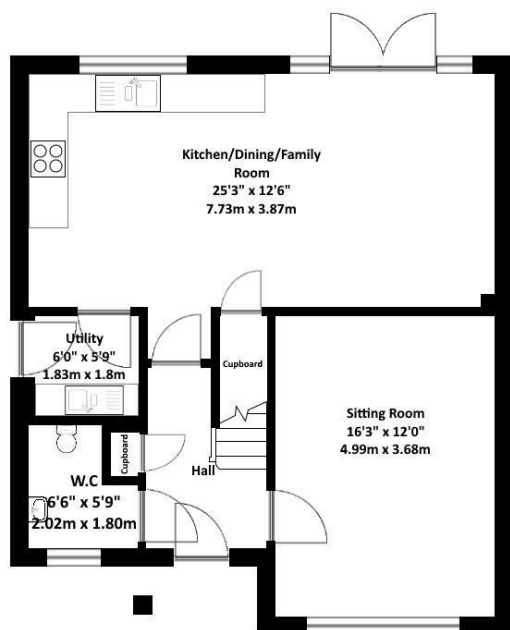 Kitchen/Dining/Family
Room
25'3" x 12'6"
7.73m x 3.87m
Utility
6'0" x 5'9"
1.83m x 1.8m
Cupboard
Sitting Room
16'3" x 12'0"
4.99m x 3.68m
Cupboard
Hall
W.C
6'6" x 5'9"
2.02m x 1.80m